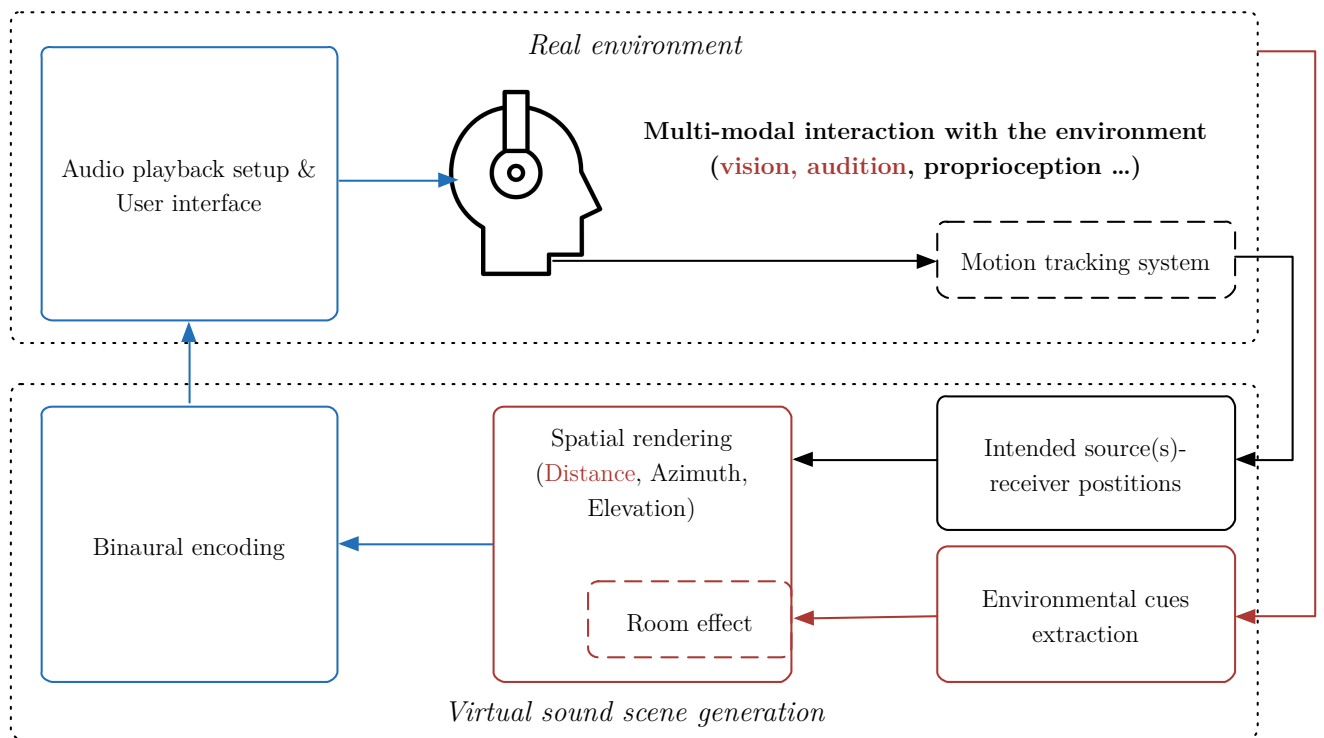 Real environment
Audio playback setup &
User interface
Multi-modal interaction with the environment
(vision, audition, proprioception ...)
Motion tracking system
Binaural encoding
Spatial rendering
(Distance, Azimuth,
Elevation)
Room effect
Intended source(s)-
receiver postitions
Environmental cues
extraction
Virtual sound scene generation